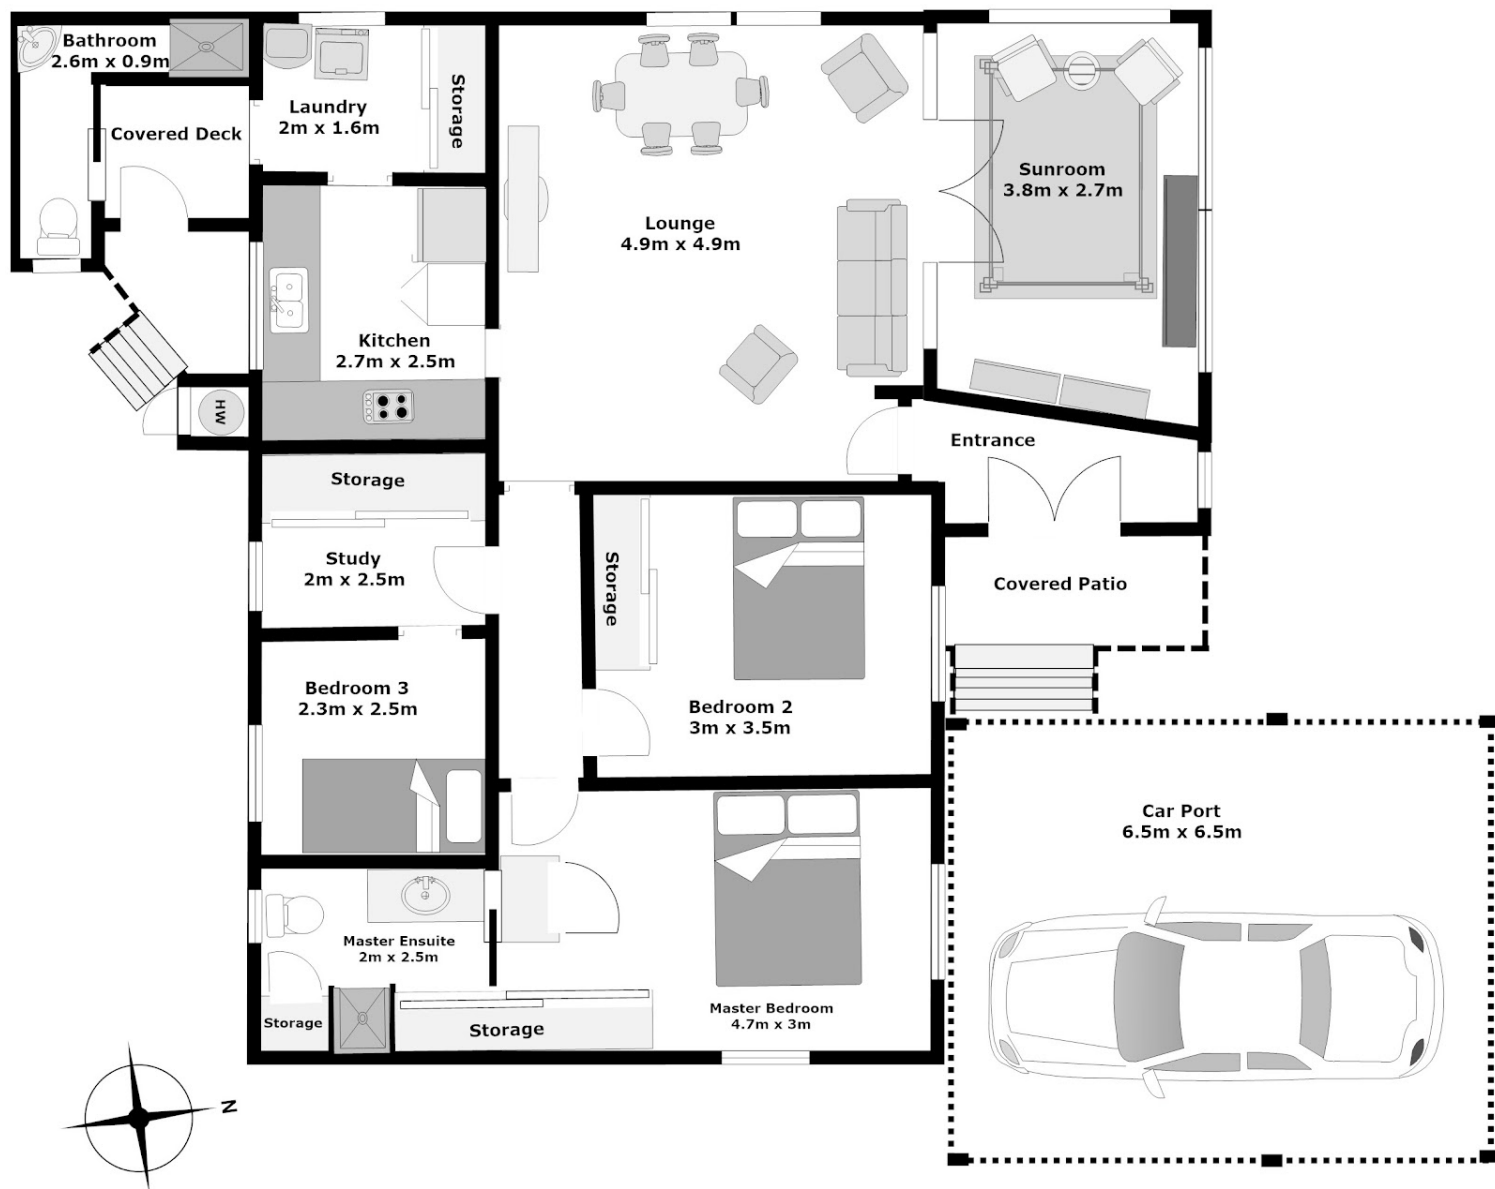 Bathroom
2.6m x 0.9m
Laundry
2m x 1.6m
Storage
Covered Deck
Sunroom
3.8m x 2.7m
Lounge
4.9m x 4.9m
Kitchen
2.7m x 2.5m
HW
Entrance
Storage
Study
2m x 2.5m
Storage
Covered Patio
Bedroom 3
2.3m x 2.5m
Bedroom 2
3m x 3.5m
Car Port
6.5m x 6.5m
Master Ensuite
2m x 2.5m
Master Bedroom
4.7m x 3m
Storage
Storage
N